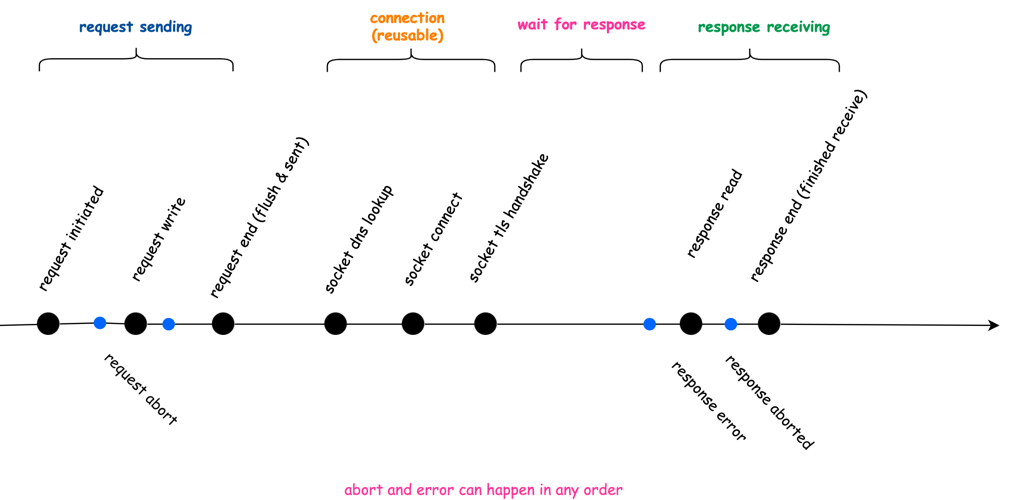 request sending
connection
(reusable)
wait for response
response receiving
request initiated
request write
request end (flush & sent)
socket dns lookup
socket connect
socket tls handshake
response read
response end (finished receive)
request abort
response error
response aborted
abort and error can happen in any order